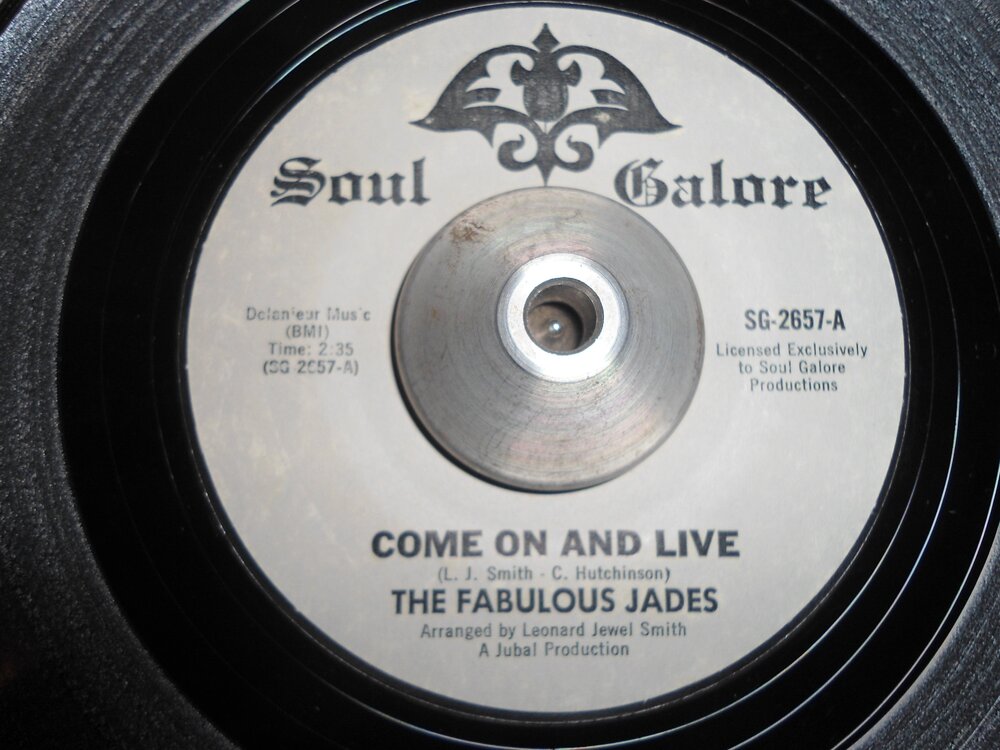 Soul Galore
Music
(BMI)
Time: 2:35
(SG 2657-A)
SG-2657-A
Licensed Exclusively
to Soul Galore
Productions
COME ON AND LIVE
(L. J. Smith - C. Hutchinson)
THE FABULOUS JADES
Arranged by Leonard Jewel Smith
A Jubal Production